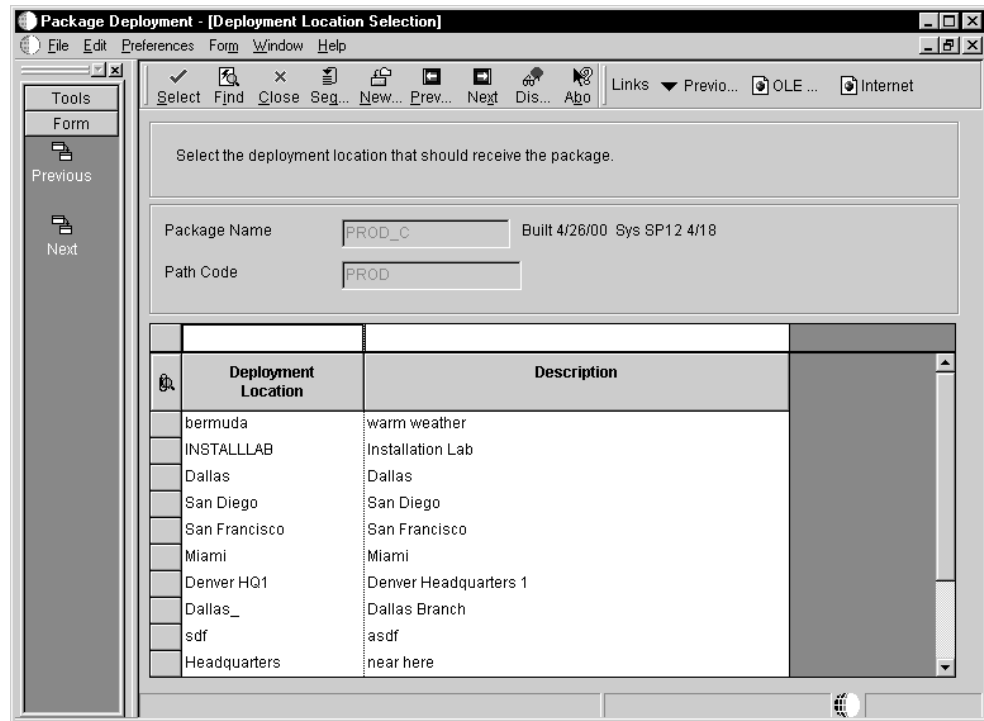 Package Deployment - [Deployment Location Selection]
File Edit Preferences Form Window Help
Tools
Form
Previous
Next
Select Find Close Seq... New... Prev... Next Dis... Abo Links Previo... OLE ... Internet
Select the deployment location that should receive the package.
Package Name PROD_C Built 4/26/00 Sys SP12 4/18
Path Code PROD
Deployment Location Description
bermuda warm weather
INSTALLLAB Installation Lab
Dallas Dallas
San Diego San Diego
San Francisco San Francisco
Miami Miami
Denver HQ1 Denver Headquarters 1
Dallas_ Dallas Branch
sdf asdf
Headquarters near here